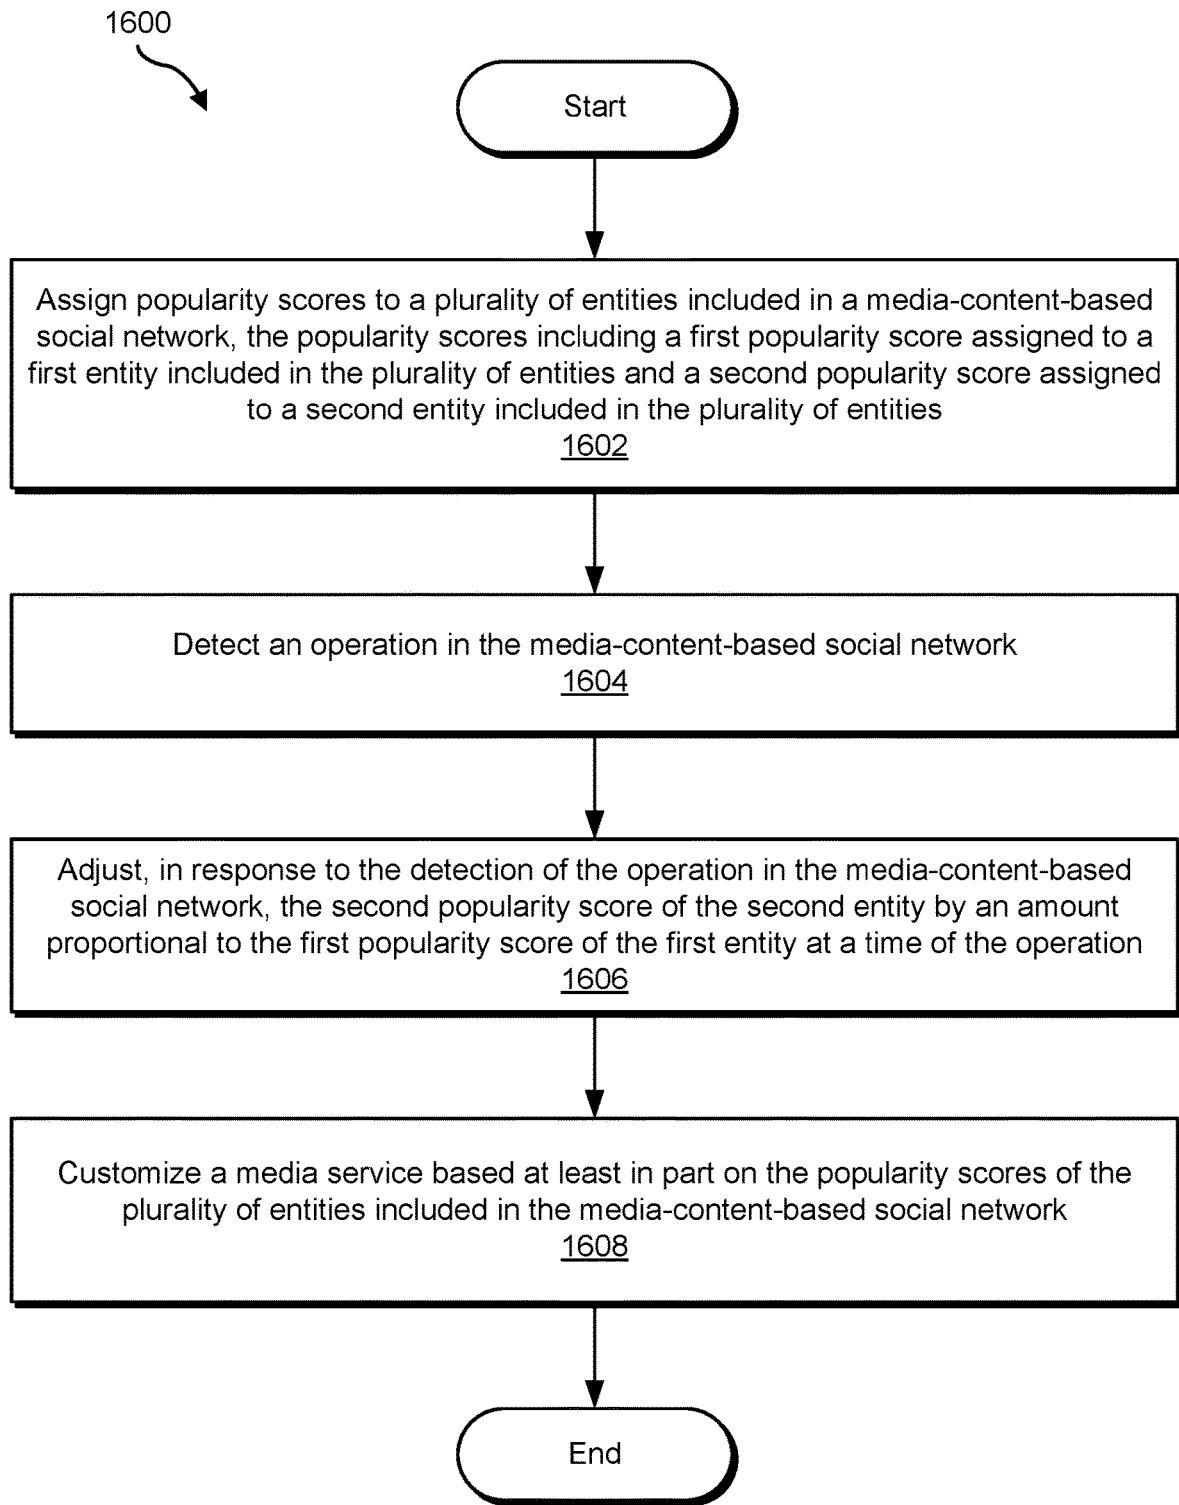 1600
Start
Assign popularity scores to a plurality of entities included in a media-content-based
social network, the popularity scores including a first popularity score assigned to a
first entity included in the plurality of entities and a second popularity score assigned
to a second entity included in the plurality of entities
1602
Detect an operation in the media-content-based social network
1604
Adjust, in response to the detection of the operation in the media-content-based
social network, the second popularity score of the second entity by an amount
proportional to the first popularity score of the first entity at a time of the operation
1606
Customize a media service based at least in part on the popularity scores of the
plurality of entities included in the media-content-based social network
1608
End